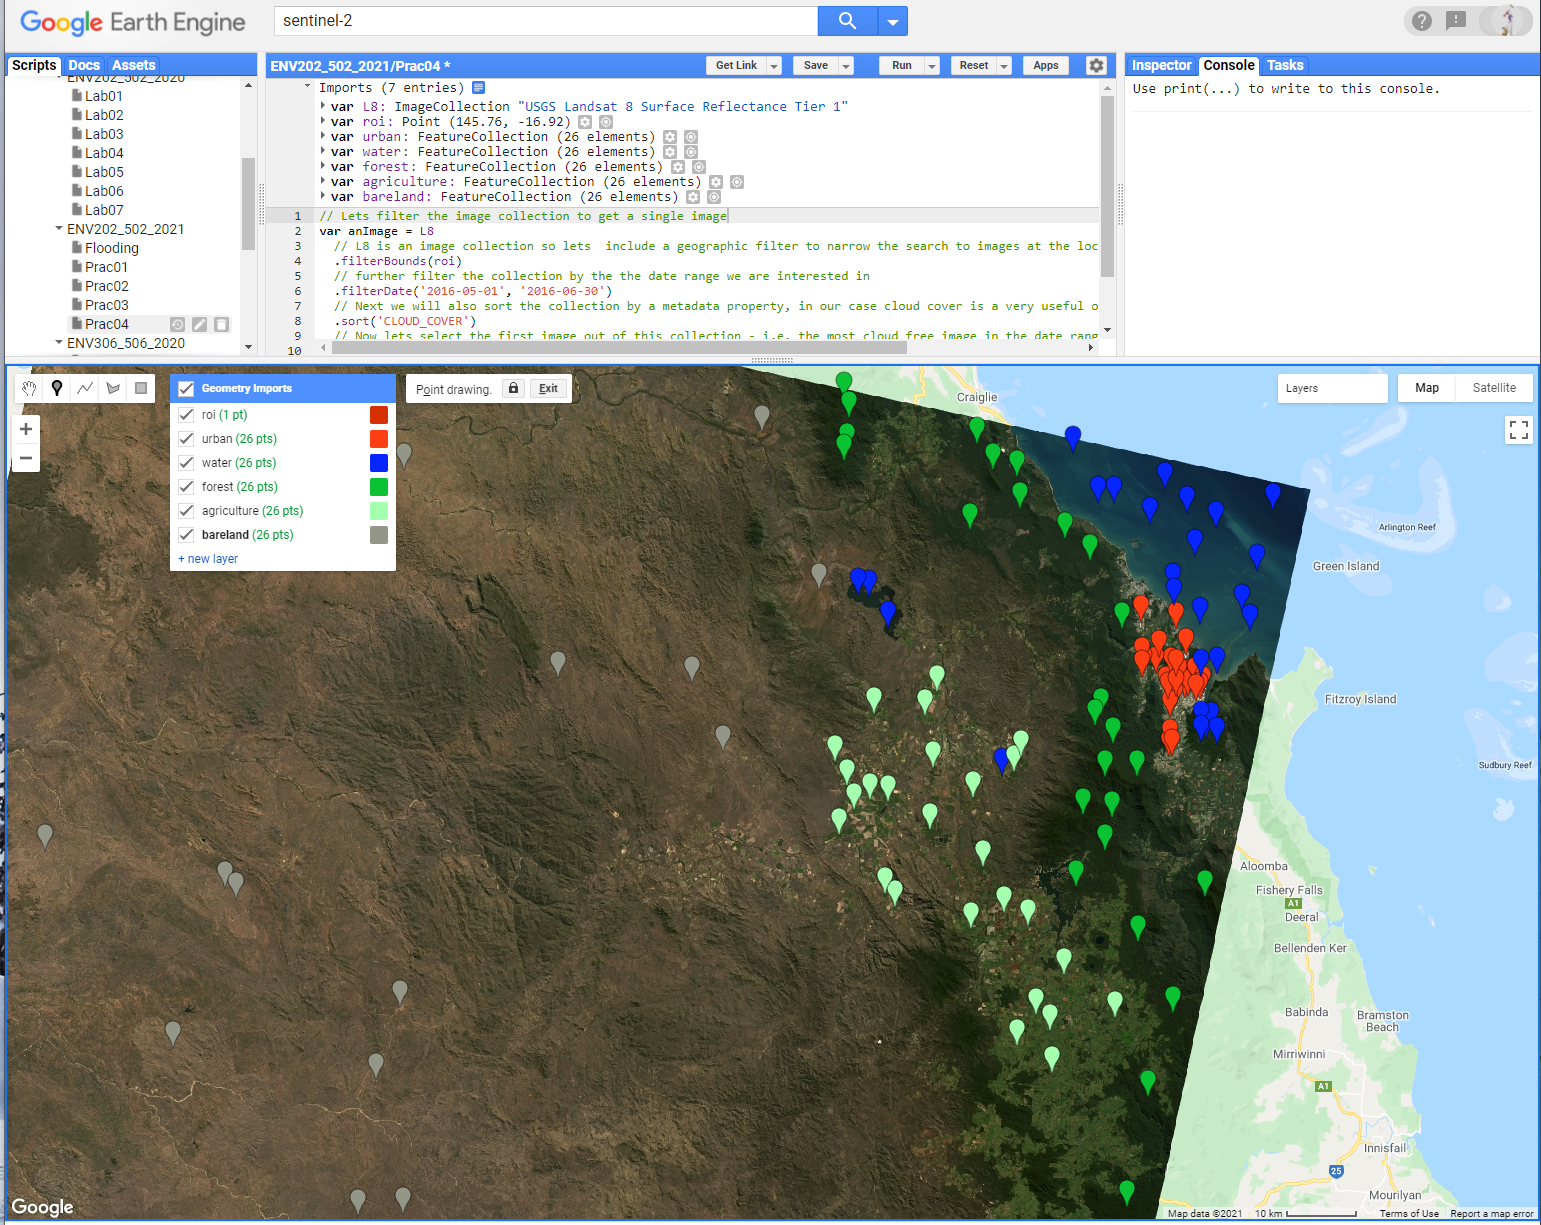 Google Earth Engine
sentinel-2
Scripts Docs Assets
ENV202_502_2020
Lab01
Lab02
Lab03
Lab04
Lab05
Lab06
Lab07
ENV202_502_2021
Flooding
Prac01
Prac02
Prac03
Prac04
ENV306_506_2020
ENV202_502_2021/Prac04 *
Get Link Save Run Reset Apps
Imports (7 entries)
var L8: ImageCollection "USGS Landsat 8 Surface Reflectance Tier 1"
var roi: Point (145.76, -16.92)
var urban: FeatureCollection (26 elements)
var water: FeatureCollection (26 elements)
var forest: FeatureCollection (26 elements)
var agriculture: FeatureCollection (26 elements)
var bareland: FeatureCollection (26 elements)
1 // Lets filter the image collection to get a single image
2 var anImage = L8
3 // L8 is an image collection so lets include a geographic filter to narrow the search to images at the loc
4 .filterBounds(roi)
5 // further filter the collection by the the date range we are interested in
6 .filterDate('2016-05-01', '2016-06-30')
7 // Next we will also sort the collection by a metadata property, in our case cloud cover is a very useful o
8 .sort('CLOUD_COVER')
9 // Now lets select the first image out of this collection - i.e. the most cloud free image in the date rang
10
Inspector Console Tasks
Use print(...) to write to this console.
Geometry Imports
roi (1 pt)
urban (26 pts)
water (26 pts)
forest (26 pts)
agriculture (26 pts)
bareland (26 pts)
+ new layer
Point drawing. Exit
Layers
Map Satellite
Craiglie
Arlington Reef
Green Island
Fitzroy Island
Sudbury Reef
Aloomba
Fishery Falls
A1
Deeral
Bellenden Ker
Babinda
Bramston
Beach
Mirriwinni
A1
Innisfail
25
Mourilyan
Google
Map data ©2021 10 km Terms of Use Report a map error